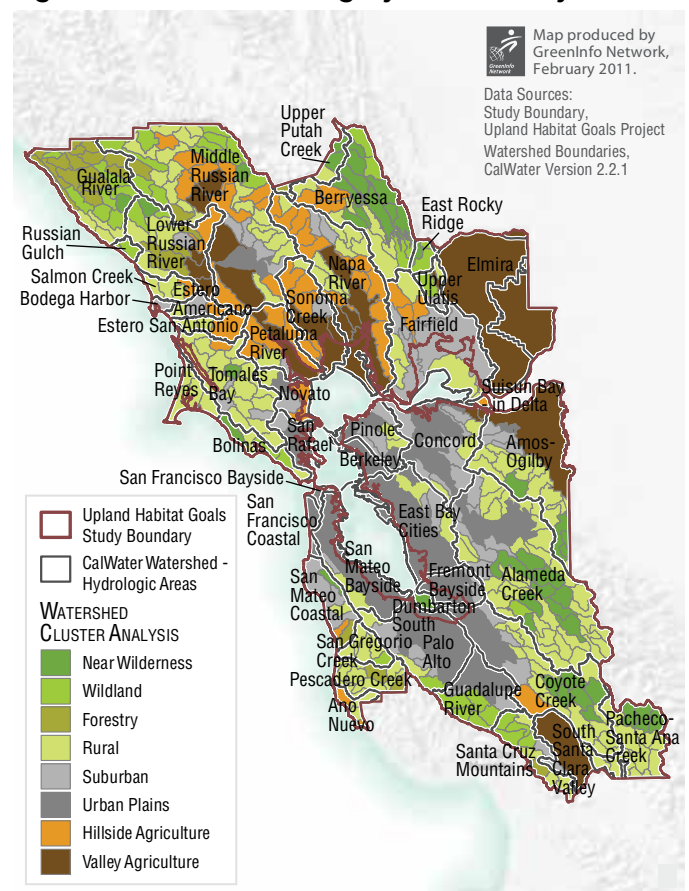 Map produced by
GreenInfo Network,
February 2011.
GreenInfo
Network
Data Sources:
Study Boundary,
Upland Habitat Goals Project
Watershed Boundaries,
CalWater Version 2.2.1
Upper
Putah
Creek
Middle
Russian
River
Gualala
River
Berryessa
East Rocky
Ridge
Russian
Gulch
Lower
Russian
River
Elmira
Napa
River
Salmon Creek
Upper
Ulatis
Bodega Harbor
Estero
Americano
Sonoma
Creek
Estero San Antonio
Fairfield
Petaluma
River
Point
Reyes
Tomales
Bay
Novato
Suisun Bay
in Delta
San
Rafael
Pinole
Concord
Amos-
Ogilby
Bolinas
Berkeley
San Francisco Bayside
San
Francisco
Coastal
East Bay
Cities
San
Mateo
Bayside
San
Mateo
Coastal
Fremont
Bayside
Alameda
Creek
Dumbarton
South
San Gregorio
Creek
Palo
Alto
Pescadero Creek
Guadalupe
River
Coyote
Creek
Ano
Nuevo
Pacheco-
Santa Ana
Creek
South
Santa
Clara
Valley
Santa Cruz
Mountains
Upland Habitat Goals
Study Boundary
CalWater Watershed -
Hydrologic Areas
WATERSHED
CLUSTER ANALYSIS
Near Wilderness
Wildland
Forestry
Rural
Suburban
Urban Plains
Hillside Agriculture
Valley Agriculture